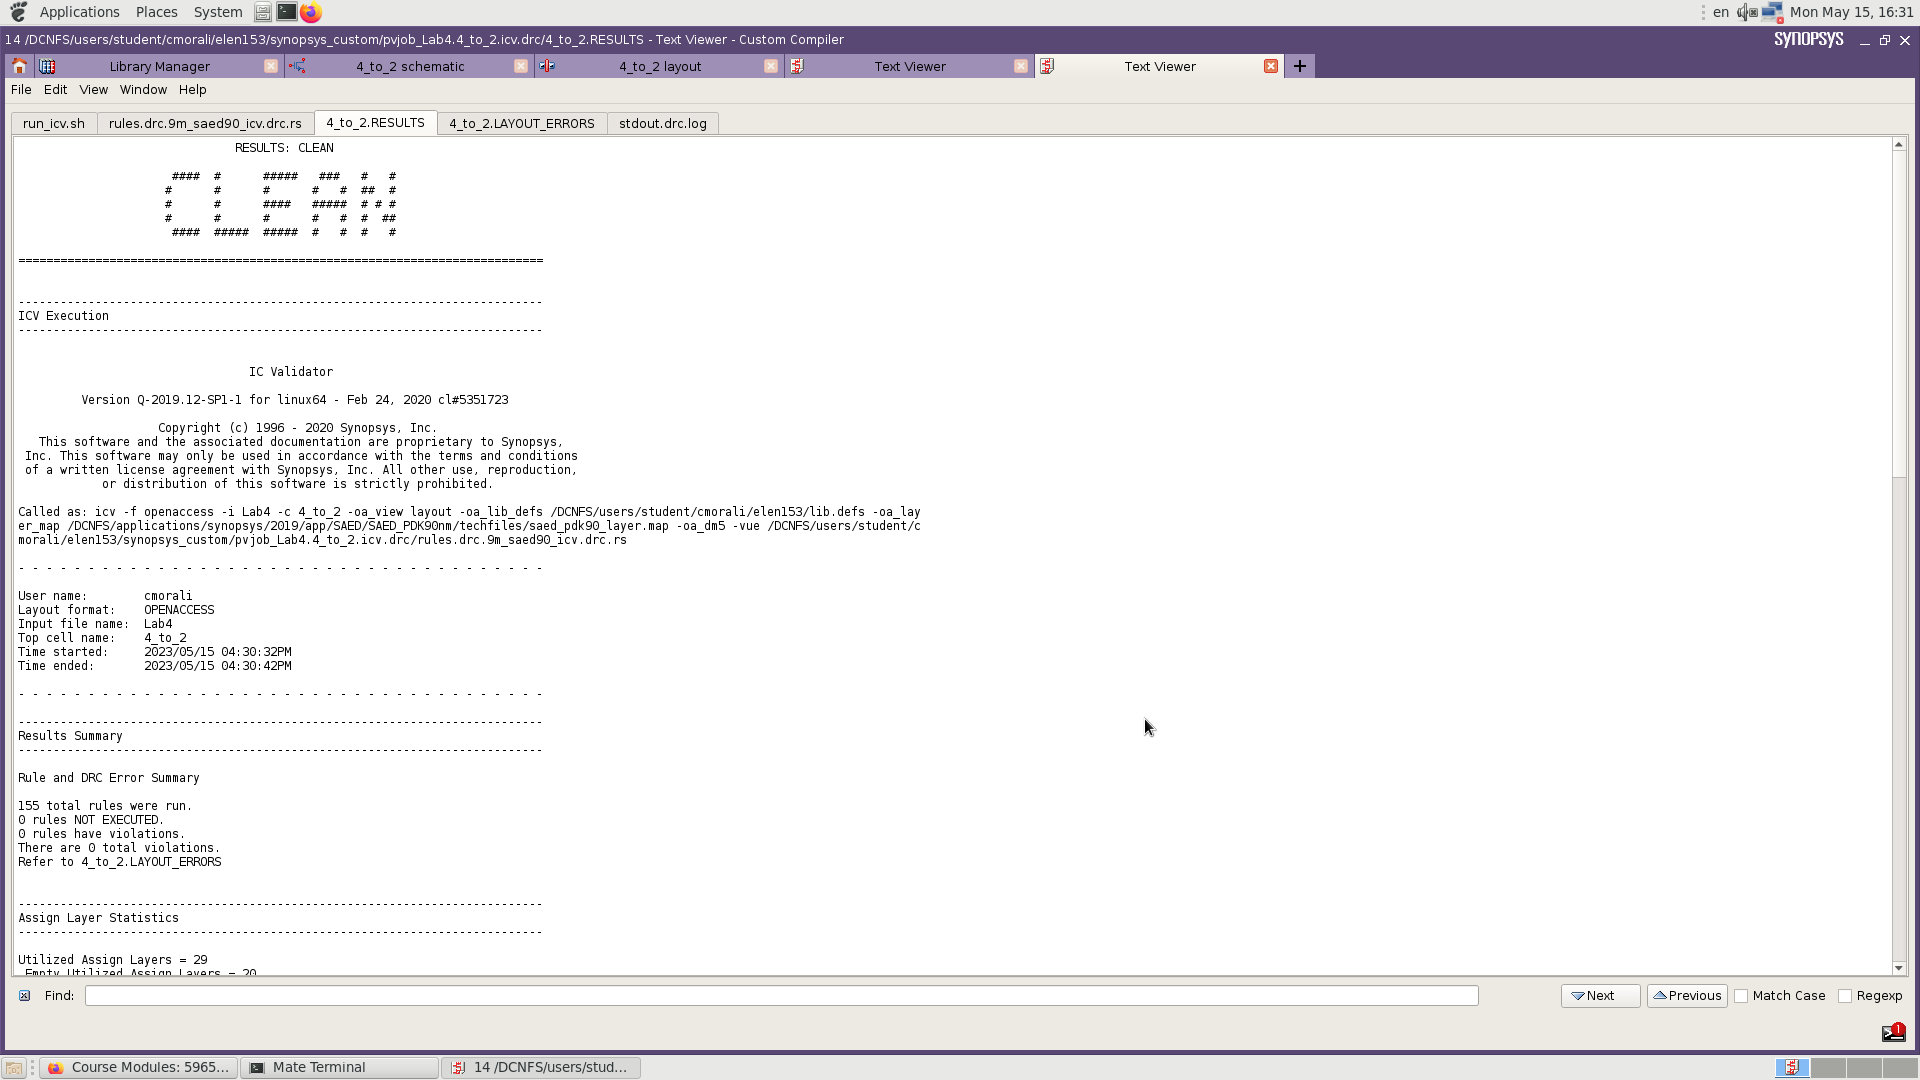 Applications Places System en Mon May 15, 16:31
14 /DCNFS/users/student/cmorali/elen153/synopsys_custom/pvjob_Lab4.4_to_2.icv.drc/4_to_2.RESULTS - Text Viewer - Custom Compiler SYNOPSYS
Library Manager 4_to_2 schematic 4_to_2 layout Text Viewer Text Viewer
File Edit View Window Help
run_icv.sh rules.drc.9m_saed90_icv.drc.rs 4_to_2.RESULTS 4_to_2.LAYOUT_ERRORS stdout.drc.log
RESULTS: CLEAN
CLEAN
ICV Execution
IC Validator
Version Q-2019.12-SP1-1 for linux64 - Feb 24, 2020 cl#5351723
Copyright (c) 1996 - 2020 Synopsys, Inc.
This software and the associated documentation are proprietary to Synopsys,
Inc. This software may only be used in accordance with the terms and conditions
of a written license agreement with Synopsys, Inc. All other use, reproduction,
or distribution of this software is strictly prohibited.
Called as: icv -f openaccess -i Lab4 -c 4_to_2 -oa_view layout -oa_lib_defs /DCNFS/users/student/cmorali/elen153/lib.defs -oa_lay
er_map /DCNFS/applications/synopsys/2019/app/SAED/SAED_PDK90nm/techfiles/saed_pdk90_layer.map -oa_dm5 -vue /DCNFS/users/student/c
morali/elen153/synopsys_custom/pvjob_Lab4.4_to_2.icv.drc/rules.drc.9m_saed90_icv.drc.rs
User name: cmorali
Layout format: OPENACCESS
Input file name: Lab4
Top cell name: 4_to_2
Time started: 2023/05/15 04:30:32PM
Time ended: 2023/05/15 04:30:42PM
Results Summary
Rule and DRC Error Summary
155 total rules were run.
0 rules NOT EXECUTED.
0 rules have violations.
There are 0 total violations.
Refer to 4_to_2.LAYOUT_ERRORS
Assign Layer Statistics
Utilized Assign Layers = 29
Empty Utilized Assign Layers = 20
Find: Next Previous Match Case Regexp
1
Course Modules: 5965... Mate Terminal 14 /DCNFS/users/stud...